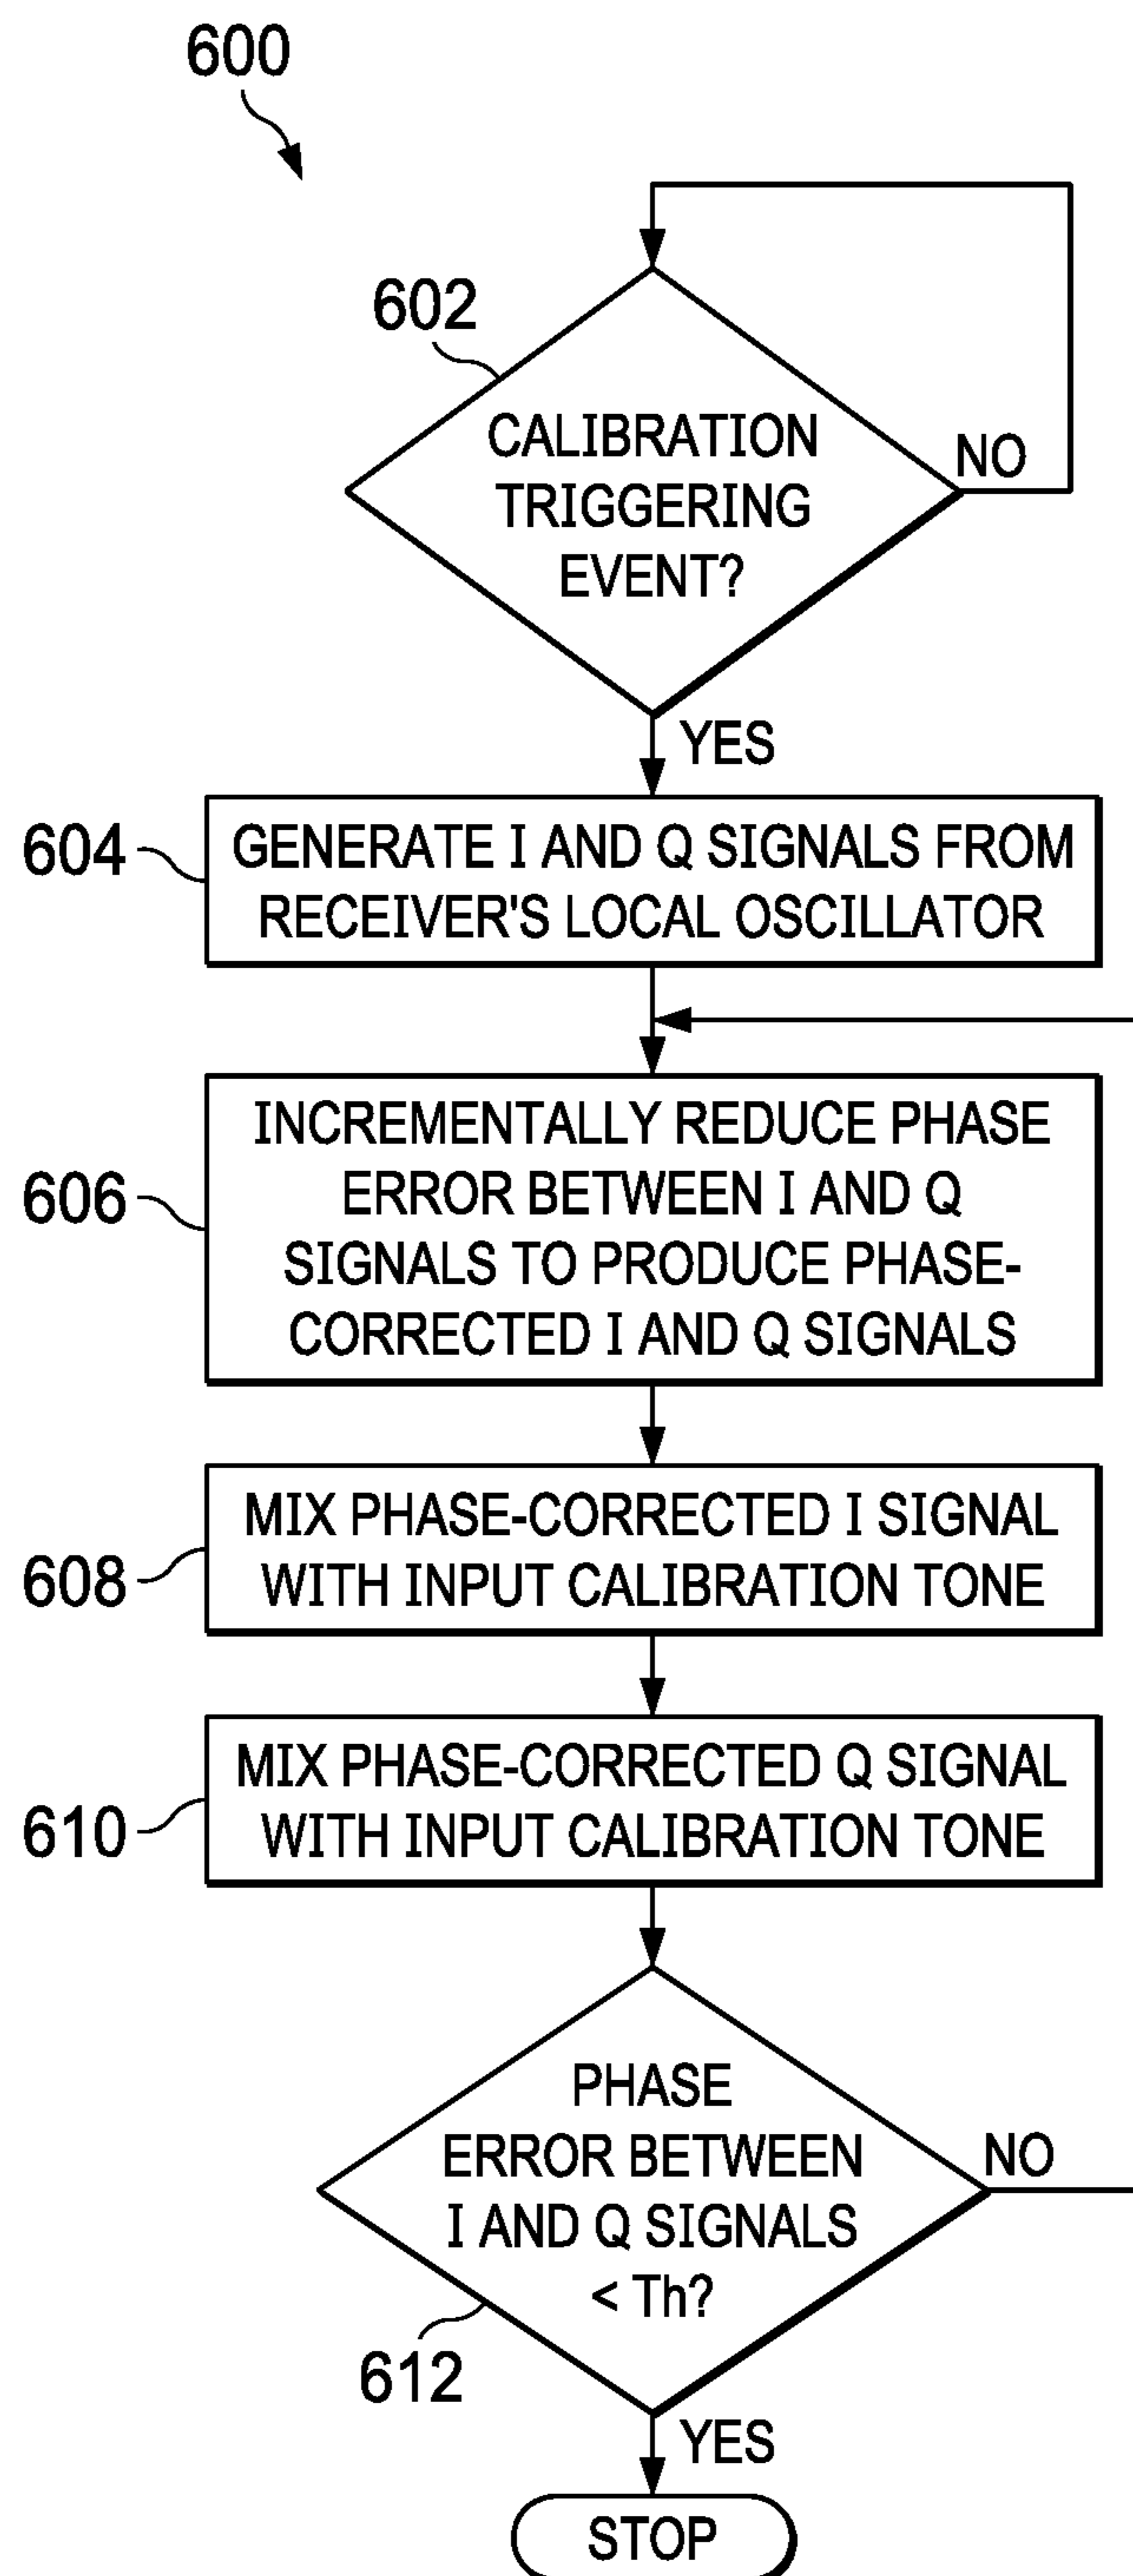 600
602
CALIBRATION
TRIGGERING
EVENT?
NO
YES
604
GENERATE I AND Q SIGNALS FROM
RECEIVER'S LOCAL OSCILLATOR
606
INCREMENTALLY REDUCE PHASE
ERROR BETWEEN I AND Q
SIGNALS TO PRODUCE PHASE-
CORRECTED I AND Q SIGNALS
608
MIX PHASE-CORRECTED I SIGNAL
WITH INPUT CALIBRATION TONE
610
MIX PHASE-CORRECTED Q SIGNAL
WITH INPUT CALIBRATION TONE
PHASE
ERROR BETWEEN
I AND Q SIGNALS
< Th?
NO
612
YES
STOP